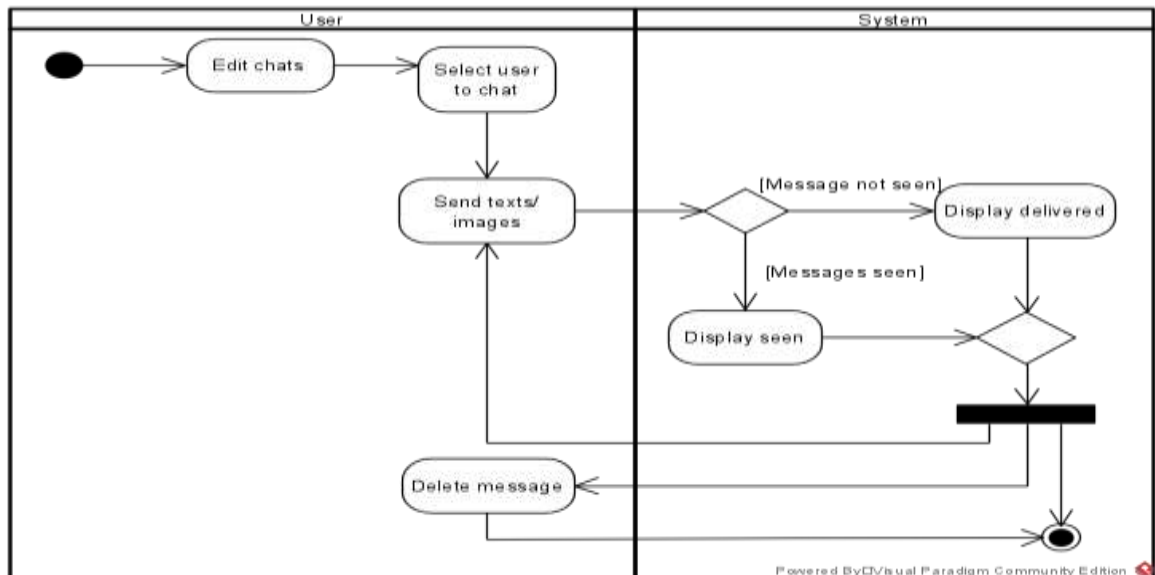 User
System
Edit chats
Select user
to chat
Send texts/
images
[Message not seen]
Display delivered
[Messages seen]
Display seen
Delete message
Powered By Visual Paradigm Community Edition